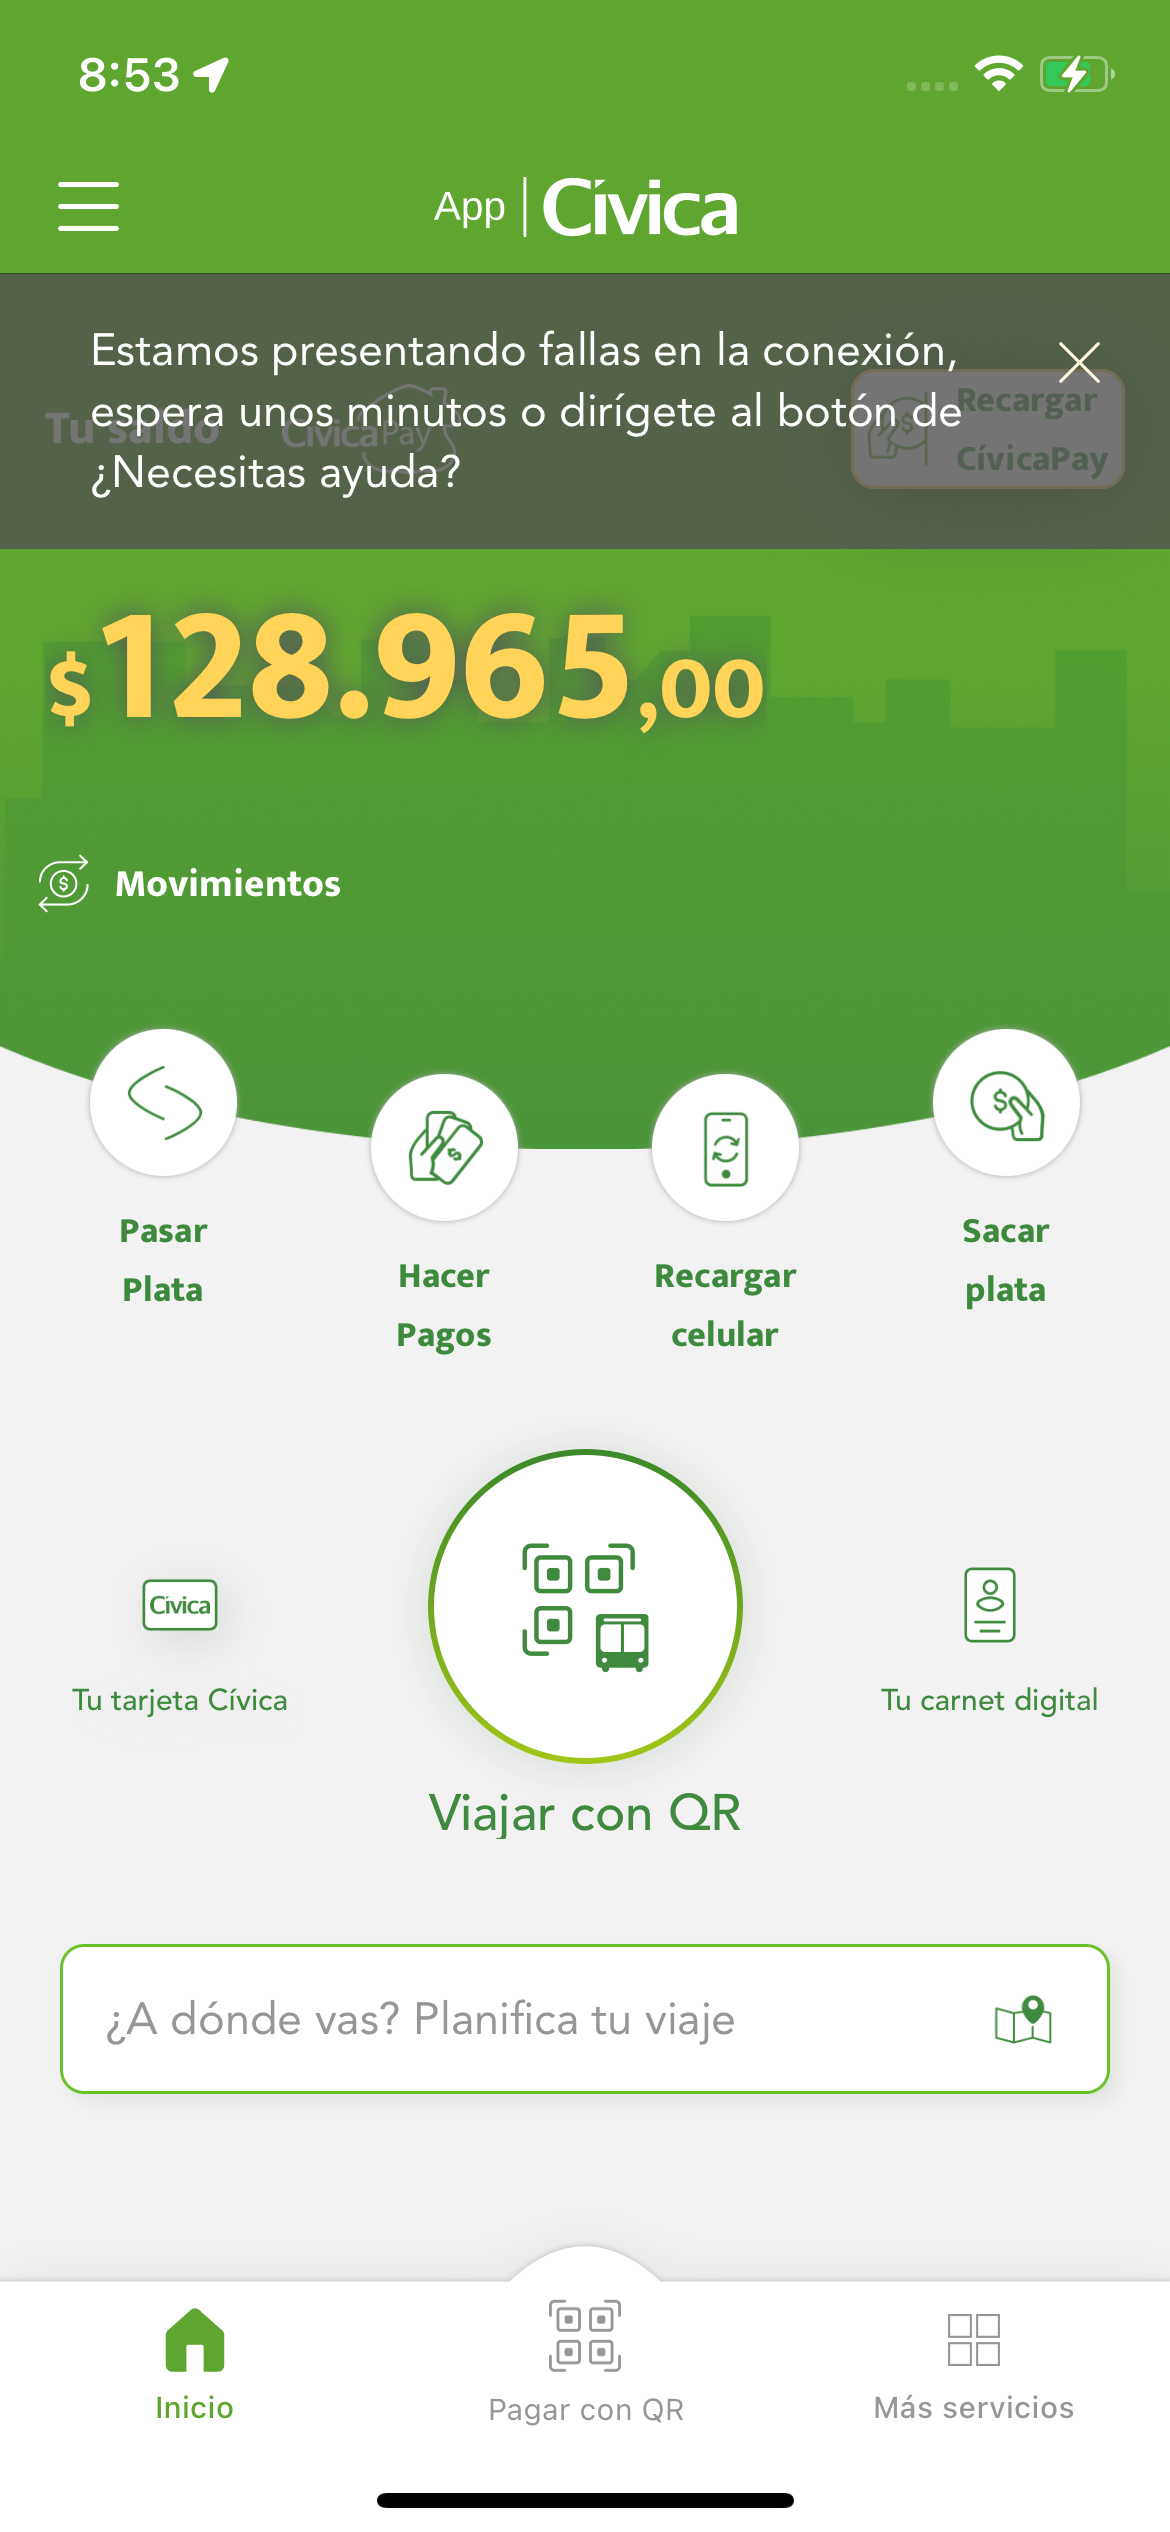 8:53
App | Cívica
Estamos presentando fallas en la conexión,
espera unos minutos o dirígete al botón de
¿Necesitas ayuda?
Tu saldo
CívicaPay
Recargar
CívicaPay
$128.965,00
Movimientos
Pasar
Plata
Hacer
Pagos
Recargar
celular
Sacar
plata
Cívica
Tu tarjeta Cívica
Viajar con QR
Tu carnet digital
¿A dónde vas? Planifica tu viaje
Inicio
Pagar con QR
Más servicios